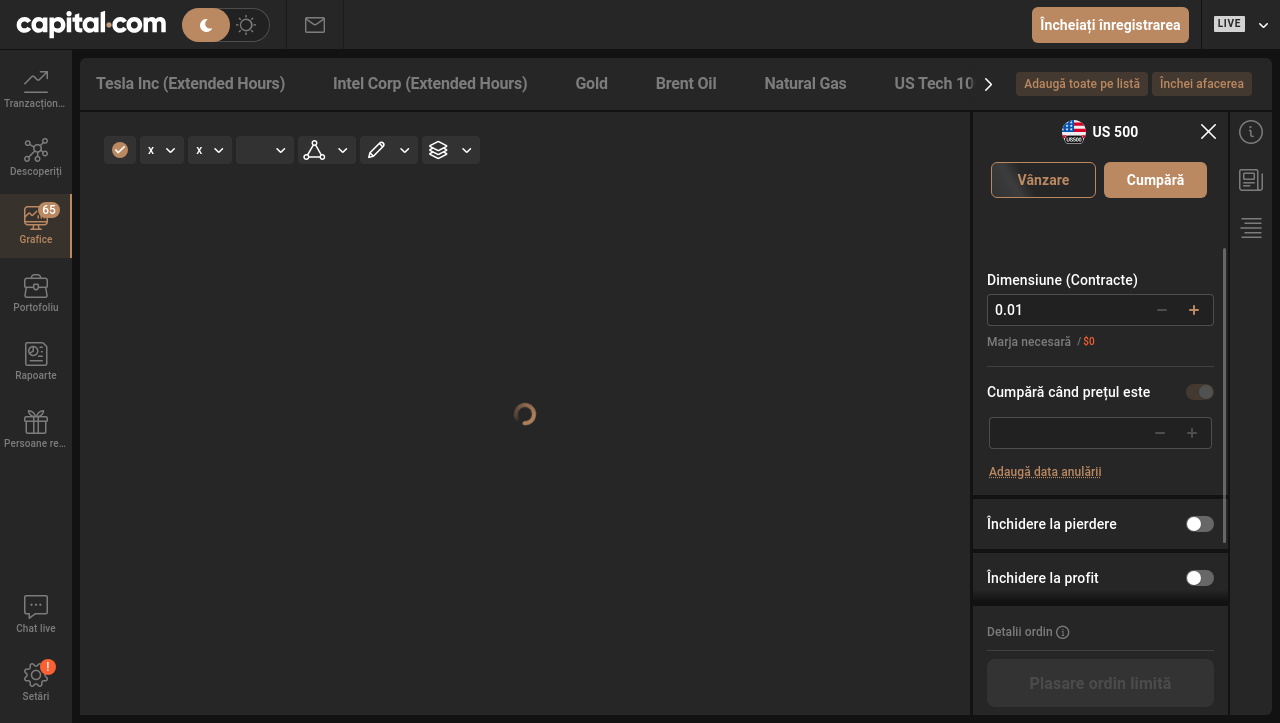 capital.com
Încheiați înregistrarea
LIVE
Tranzacțion...
Descoperiți
65
Grafice
Portofoliu
Rapoarte
Persoane re...
Chat live
!
Setări
Tesla Inc (Extended Hours)
Intel Corp (Extended Hours)
Gold
Brent Oil
Natural Gas
US Tech 10
Adaugă toate pe listă
Închei afacerea
x
x
US500
US 500
Vânzare
Cumpără
Dimensiune (Contracte)
0.01
Marja necesară / $0
Cumpără când prețul este
Adaugă data anulării
Închidere la pierdere
Închidere la profit
Detalii ordin
Plasare ordin limită